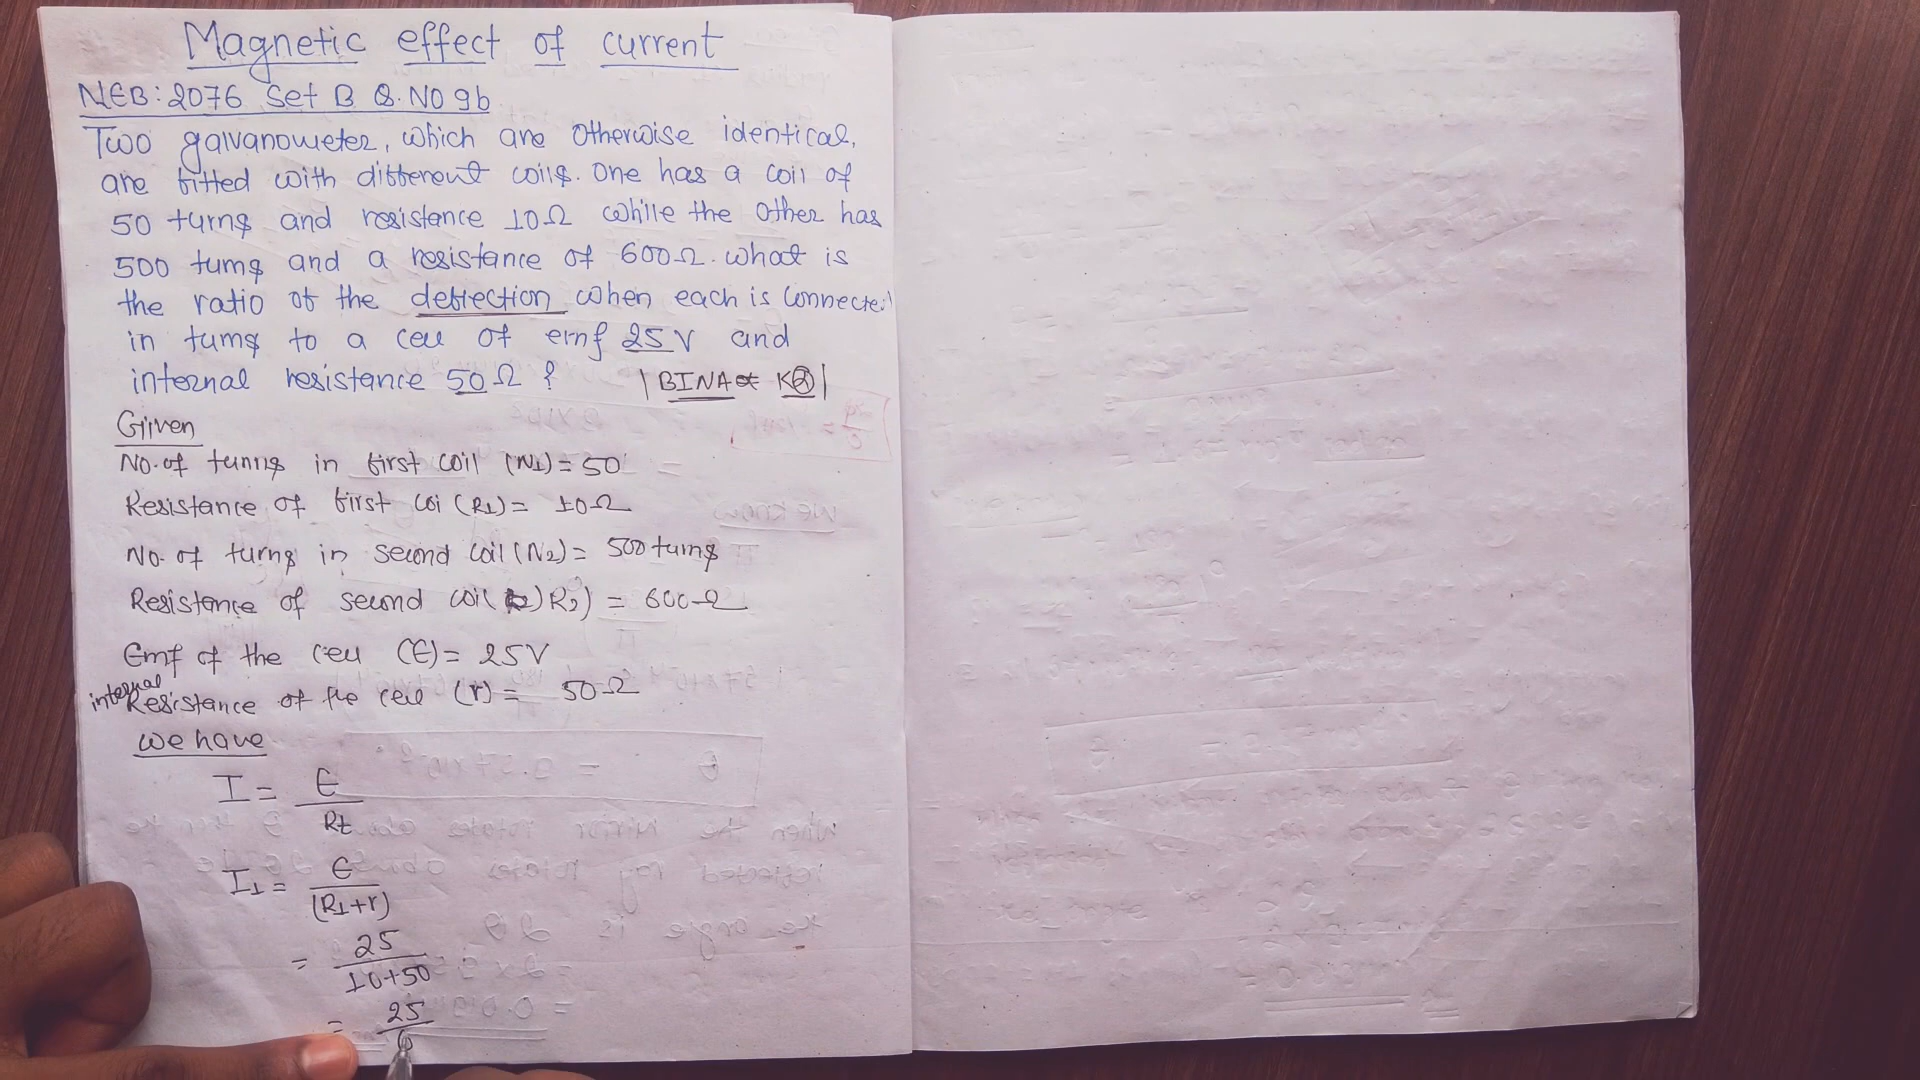 Magnetic effect of current
NEB: 2076 Set B Q.NO 9b
Two galvanometer, which are otherwise identical,
are fitted with different coils. One has a coil of
50 turns and resistance 10Ω while the other has
500 turns and a resistance of 600Ω. what is
the ratio of the deflection when each is connected
in turns to a cell of emf 25 V and
internal resistance 50Ω ?
Given
No. of turns in first coil (N1) = 50
Resistance of first coi (R1) = 10Ω
No. of turns in second coil (N2) = 500 turns
Resistance of second coil R2) = 600Ω
Emf of the cell (E) = 25V
internal
Resistance of the cell (r) = 50Ω
we have
I = E
Rt
I1 = E
(R1+r)
= 25
10+50
= 25
6